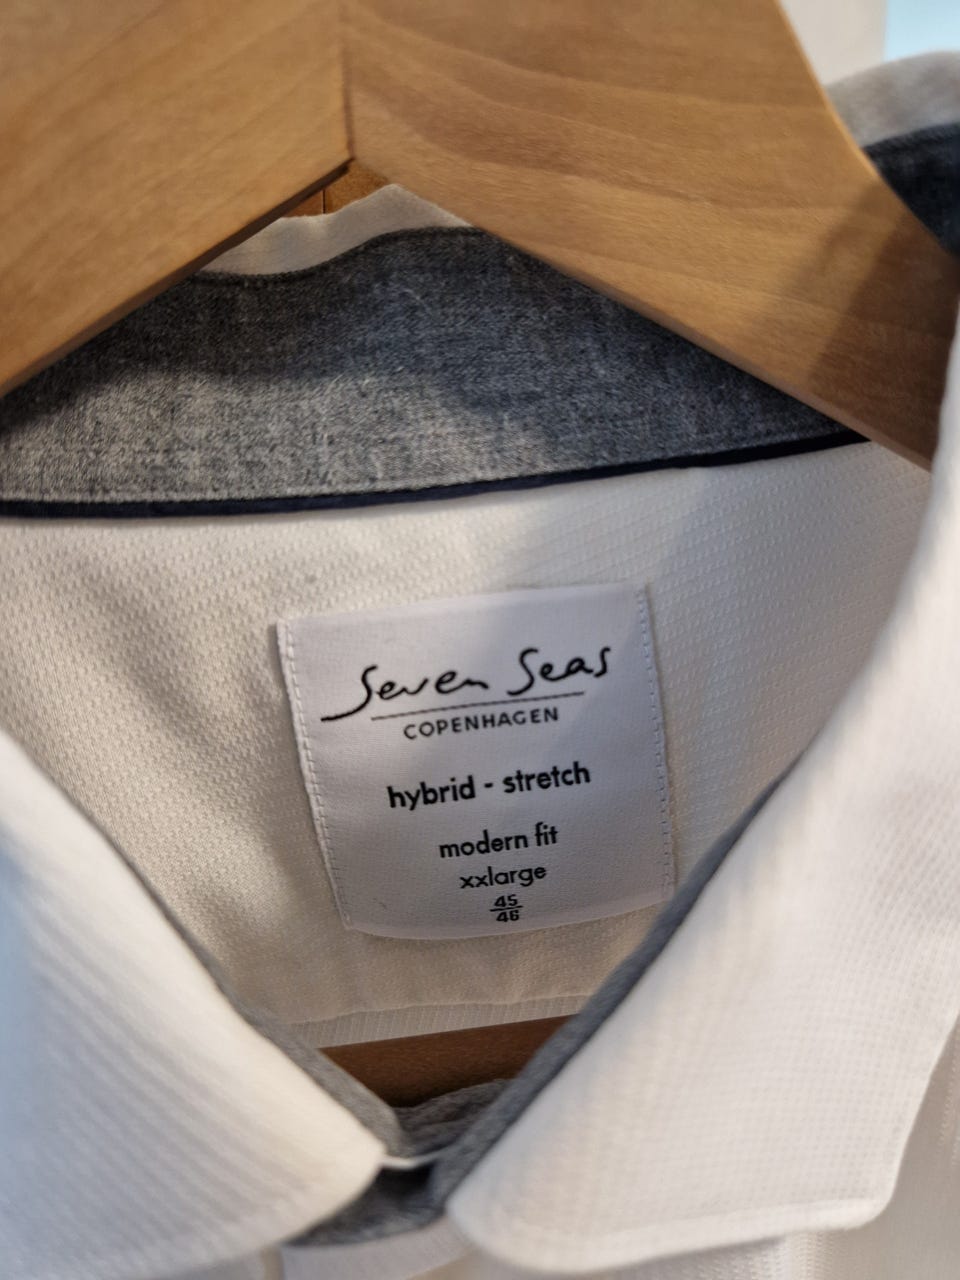 Seven Seas
COPENHAGEN
hybrid - stretch
modern fit
xxlarge
45
46